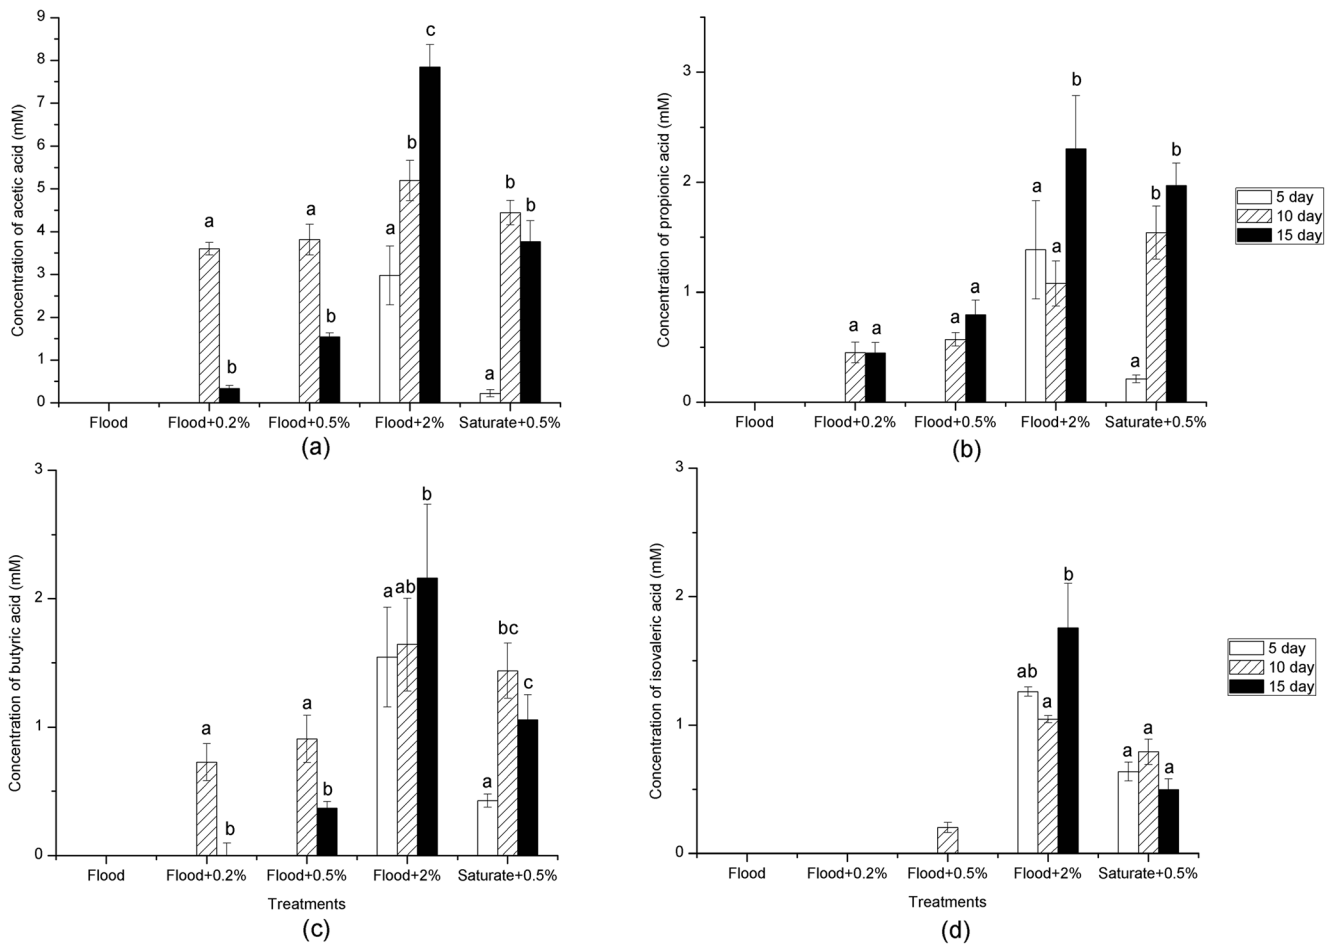 9
8
7
6
5
4
3
2
1
0
Concentration of acetic acid (mM)
a
b
a
b
a
b
c
a
b
b
Flood Flood+0.2% Flood+0.5% Flood+2% Saturate+0.5%
(a)
3
2
1
0
Concentration of propionic acid (mM)
a
a
a
a
a
a
b
a
b
b
Flood Flood+0.2% Flood+0.5% Flood+2% Saturate+0.5%
(b)
5 day
10 day
15 day
3
2
1
0
Concentration of butyric acid (mM)
a
b
a
b
a
ab
b
a
bc
c
Flood Flood+0.2% Flood+0.5% Flood+2% Saturate+0.5%
Treatments
(c)
3
2
1
0
Concentration of isovaleric acid (mM)
ab
a
b
a
a
a
Flood Flood+0.2% Flood+0.5% Flood+2% Saturate+0.5%
Treatments
(d)
5 day
10 day
15 day